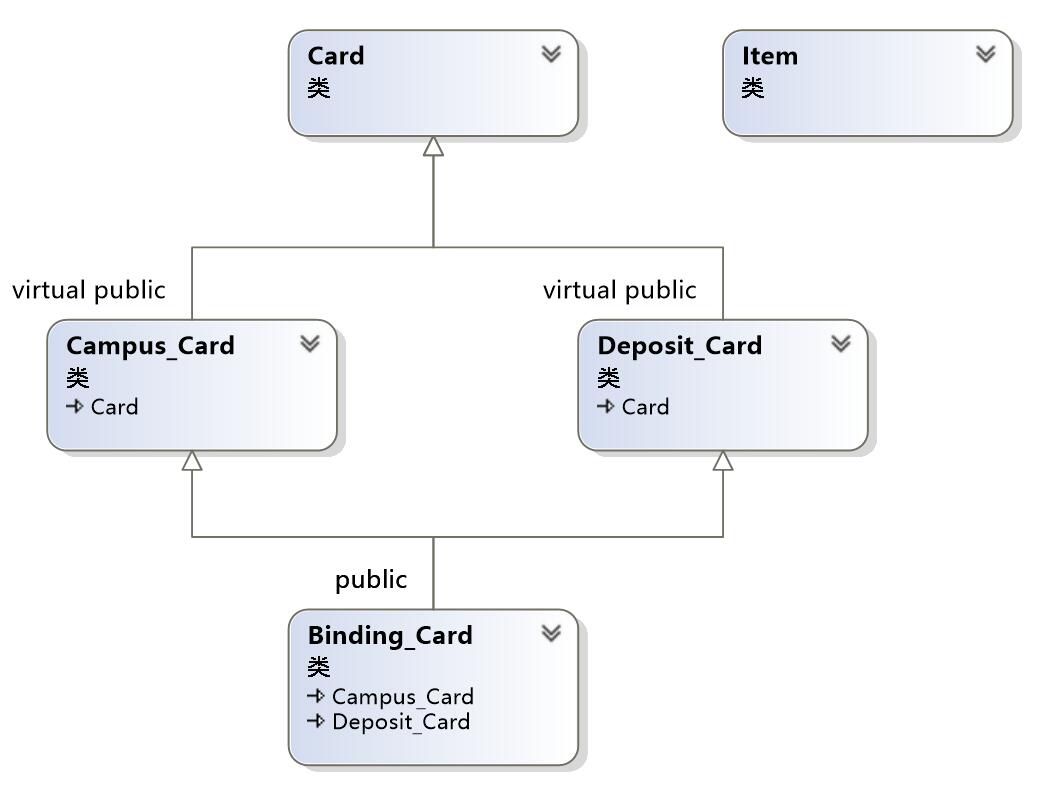 Card
类
Item
类
virtual public
virtual public
Campus_Card
类
Card
Deposit_Card
类
Card
public
Binding_Card
类
Campus_Card
Deposit_Card